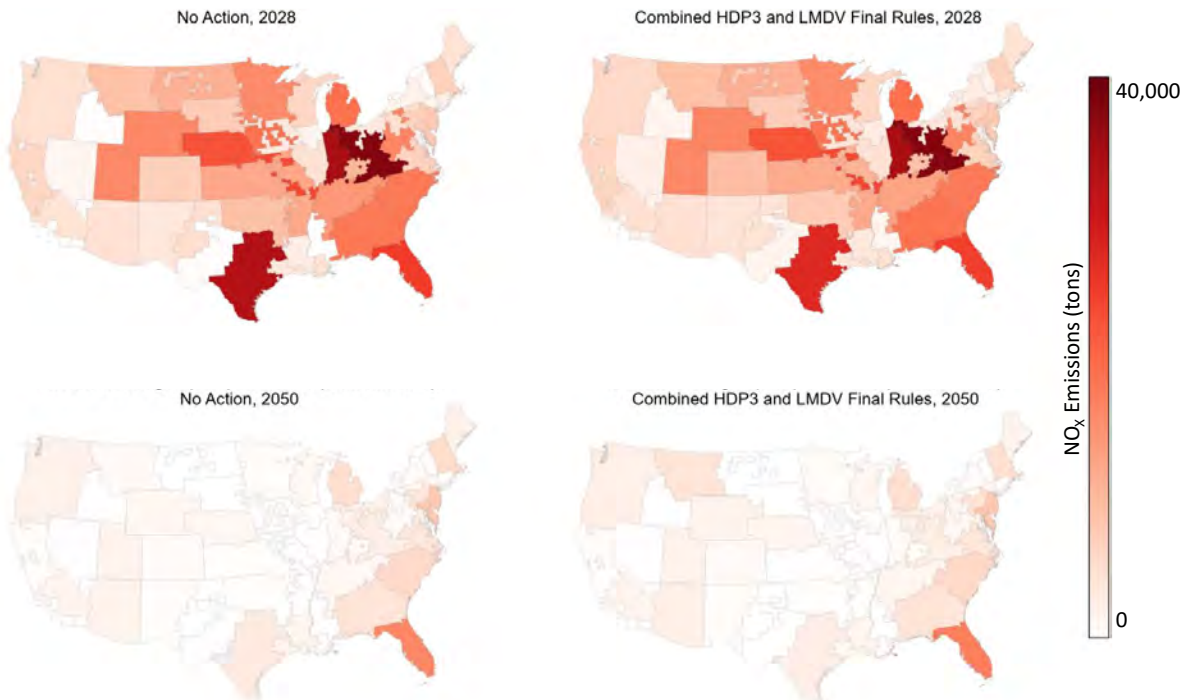 No Action, 2028
Combined HDP3 and LMDV Final Rules, 2028
40,000
NOX Emissions (tons)
0
No Action, 2050
Combined HDP3 and LMDV Final Rules, 2050